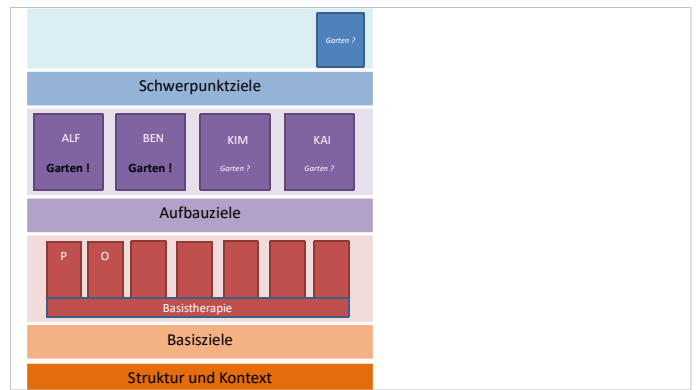 Garten ?
Schwerpunktziele
ALF
BEN
KIM
KAI
Garten !
Garten !
Garten ?
Garten ?
Aufbauziele
P
O
Basistherapie
Basisziele
Struktur und Kontext